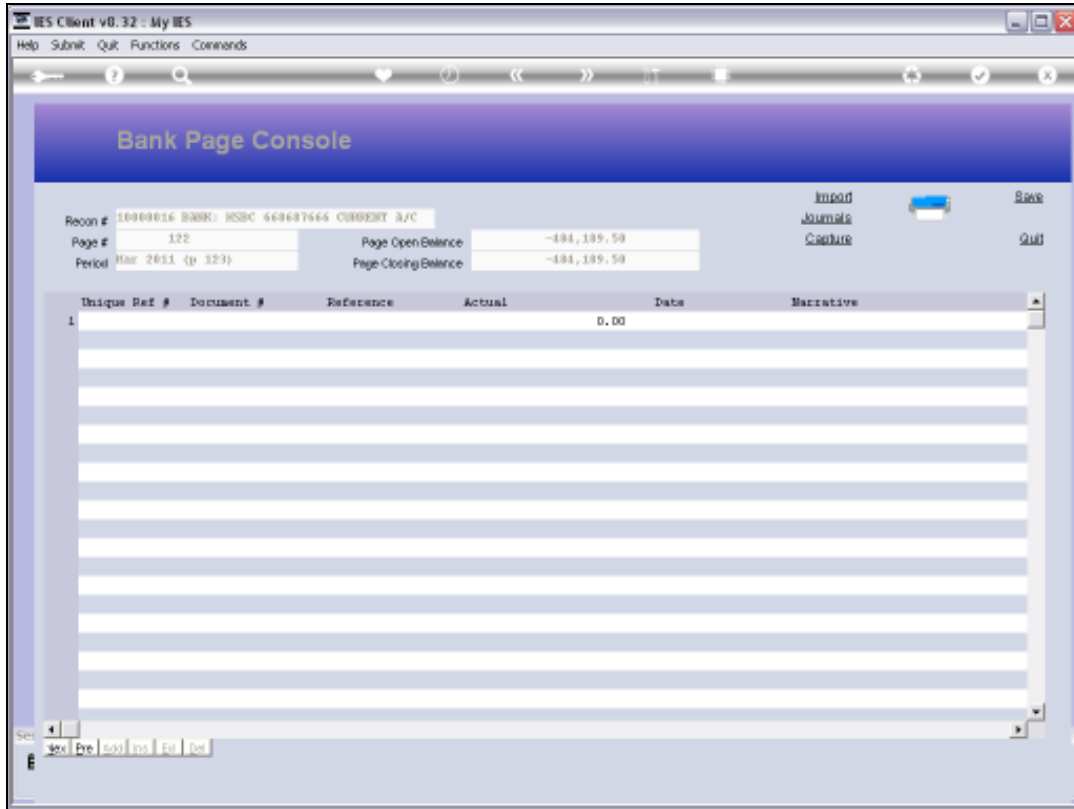 IES Client v8.32 : My IES
Help Submit Quit Functions Commands
Bank Page Console
Import Save
Recon # 10000016 BANK: HSBC 660607666 CURRENT A/C Journals
Page # 122 Page Open Balance -484,189.50 Capture Quit
Period Mar 2011 (p 123) Page Closing Balance -484,189.50
Unique Ref # Document # Reference Actual Date Narrative
1 0.00
Nex Pre Add Ins Del